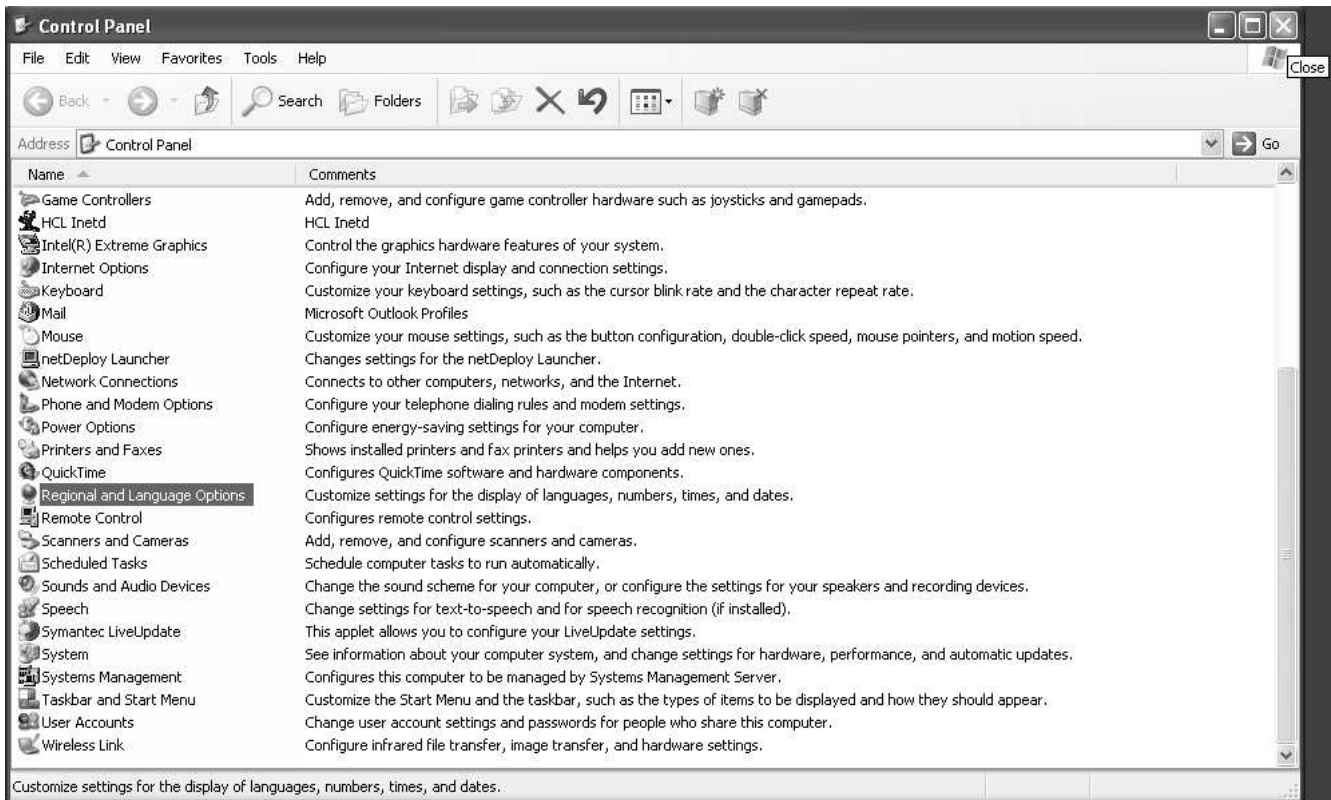 Control Panel
File Edit View Favorites Tools Help
Close
Back Search Folders
Address Control Panel Go
Name Comments
Game Controllers Add, remove, and configure game controller hardware such as joysticks and gamepads.
HCL Inetd HCL Inetd
Intel(R) Extreme Graphics Control the graphics hardware features of your system.
Internet Options Configure your Internet display and connection settings.
Keyboard Customize your keyboard settings, such as the cursor blink rate and the character repeat rate.
Mail Microsoft Outlook Profiles
Mouse Customize your mouse settings, such as the button configuration, double-click speed, mouse pointers, and motion speed.
netDeploy Launcher Changes settings for the netDeploy Launcher.
Network Connections Connects to other computers, networks, and the Internet.
Phone and Modem Options Configure your telephone dialing rules and modem settings.
Power Options Configure energy-saving settings for your computer.
Printers and Faxes Shows installed printers and fax printers and helps you add new ones.
QuickTime Configures QuickTime software and hardware components.
Regional and Language Options Customize settings for the display of languages, numbers, times, and dates.
Remote Control Configures remote control settings.
Scanners and Cameras Add, remove, and configure scanners and cameras.
Scheduled Tasks Schedule computer tasks to run automatically.
Sounds and Audio Devices Change the sound scheme for your computer, or configure the settings for your speakers and recording devices.
Speech Change settings for text-to-speech and for speech recognition (if installed).
Symantec LiveUpdate This applet allows you to configure your LiveUpdate settings.
System See information about your computer system, and change settings for hardware, performance, and automatic updates.
Systems Management Configures this computer to be managed by Systems Management Server.
Taskbar and Start Menu Customize the Start Menu and the taskbar, such as the types of items to be displayed and how they should appear.
User Accounts Change user account settings and passwords for people who share this computer.
Wireless Link Configure infrared file transfer, image transfer, and hardware settings.
Customize settings for the display of languages, numbers, times, and dates.